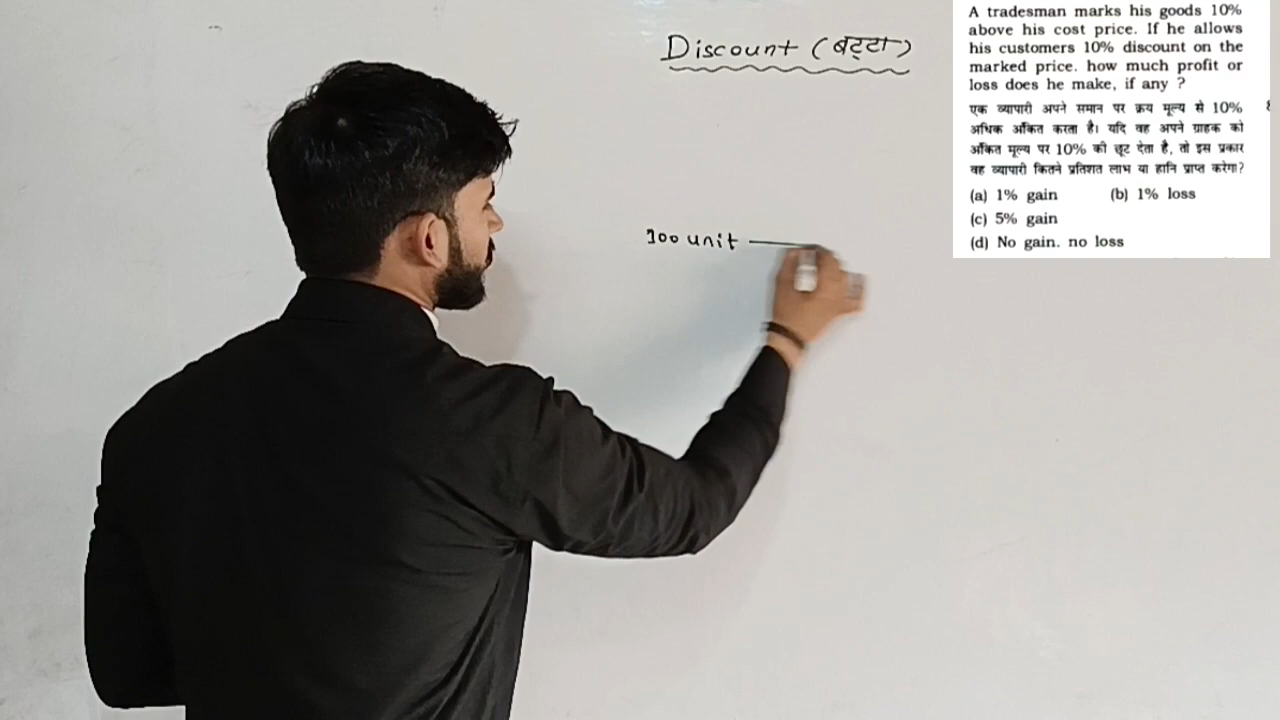 Discount (बट्टा)
100 unit
A tradesman marks his goods 10%
above his cost price. If he allows
his customers 10% discount on the
marked price. how much profit or
loss does he make, if any ?
एक व्यापारी अपने समान पर क्रय मूल्य से 10%
अधिक अंकित करता है। यदि वह अपने ग्राहक को
अंकित मूल्य पर 10% की छूट देता है, तो इस प्रकार
वह व्यापारी कितने प्रतिशत लाभ या हानि प्राप्त करेगा?
(a) 1% gain (b) 1% loss
(c) 5% gain
(d) No gain. no loss